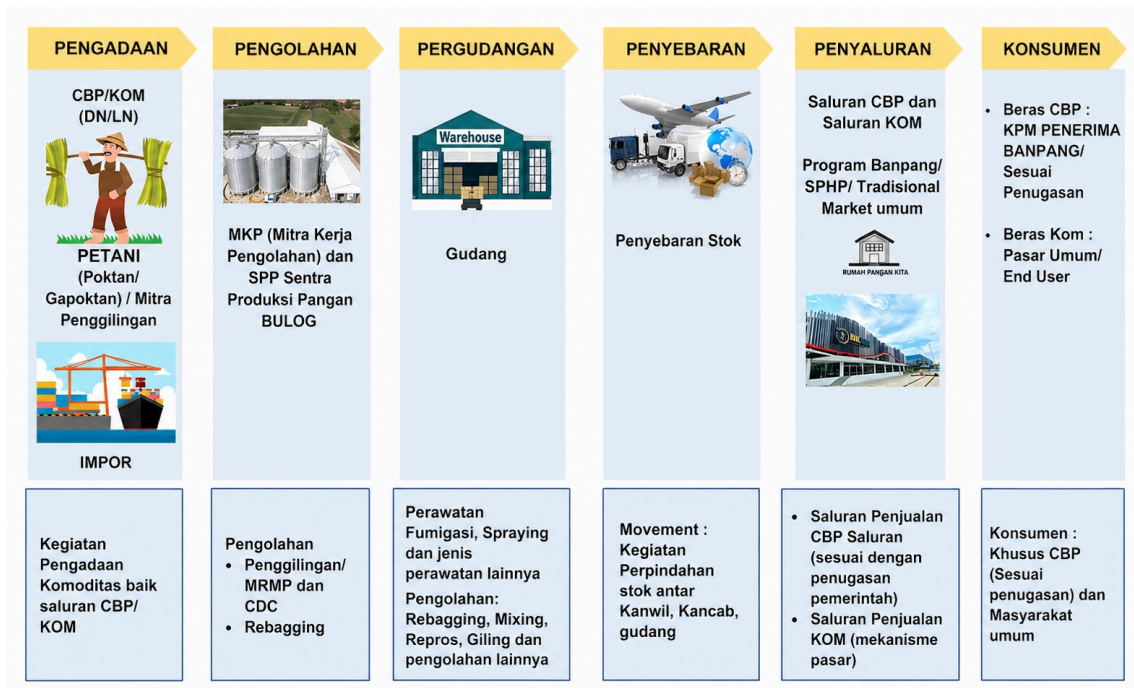 PENGADAAN
CBP/KOM
(DN/LN)
PETANI
(Poktan/
Gapoktan) / Mitra
Penggilingan
IMPOR
Kegiatan
Pengadaan
Komoditas baik
saluran CBP/
KOM
PENGOLAHAN
MKP (Mitra Kerja
Pengolahan) dan
SPP Sentra
Produksi Pangan
BULOG
Pengolahan
• Penggilingan/
MRMP dan
CDC
• Rebagging
PERGUDANGAN
Warehouse
Gudang
Perawatan
Fumigasi, Spraying
dan jenis
perawatan lainnya
Pengolahan:
Rebagging, Mixing,
Repros, Giling dan
pengolahan lainnya
PENYEBARAN
Penyebaran Stok
Movement :
Kegiatan
Perpindahan
stok antar
Kanwil, Kancab,
gudang
PENYALURAN
Saluran CBP dan
Saluran KOM
Program Banpang/
SPHP/ Tradisional
Market umum
RUMAH PANGAN KITA
• Saluran Penjualan
CBP Saluran
(sesuai dengan
penugasan
pemerintah)
• Saluran Penjualan
KOM (mekanisme
pasar)
KONSUMEN
• Beras CBP :
KPM PENERIMA
BANPANG/
Sesuai
Penugasan
• Beras Kom :
Pasar Umum/
End User
Konsumen :
Khusus CBP
(Sesuai
penugasan) dan
Masyarakat
umum